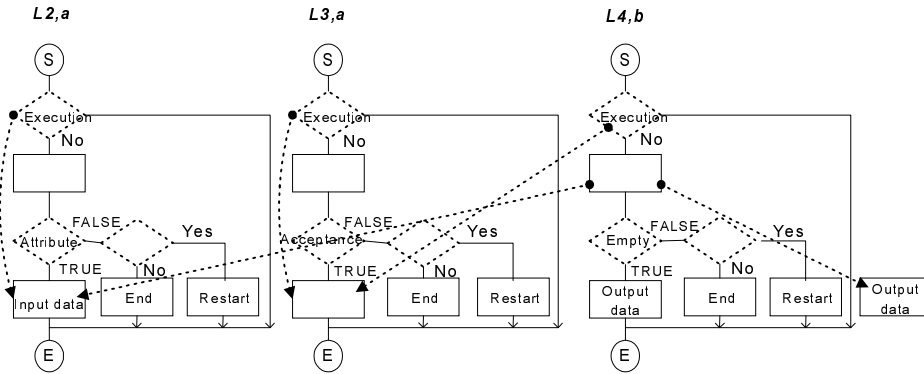 L2,a
L3,a
L4,b
S
S
S
Execution
Execution
Execution
No
No
No
FALSE
FALSE
FALSE
Attribute
Yes
Acceptance
Yes
Empty
Yes
TRUE
No
TRUE
No
TRUE
No
Input data
End
Restart
End
Restart
Output
data
End
Restart
Output
data
E
E
E